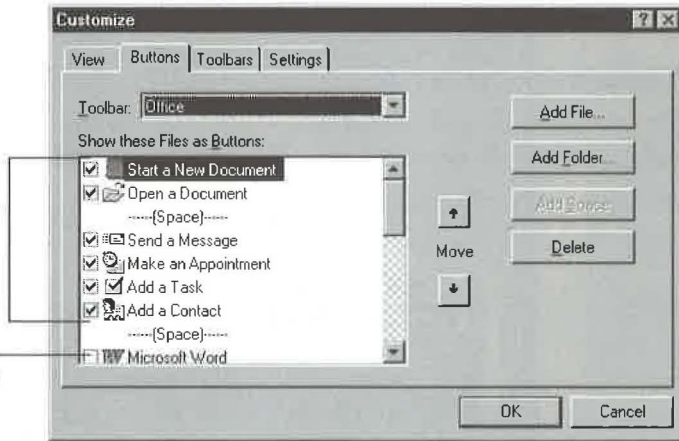 Customize
View Buttons Toolbars Settings
Toolbar: Office
Add File...
Show these Files as Buttons:
Add Folder...
Start a New Document
Open a Document
-----(Space)-----
Add Space
Send a Message
Move
Delete
Make an Appointment
Add a Task
Add a Contact
-----(Space)-----
Microsoft Word
OK Cancel